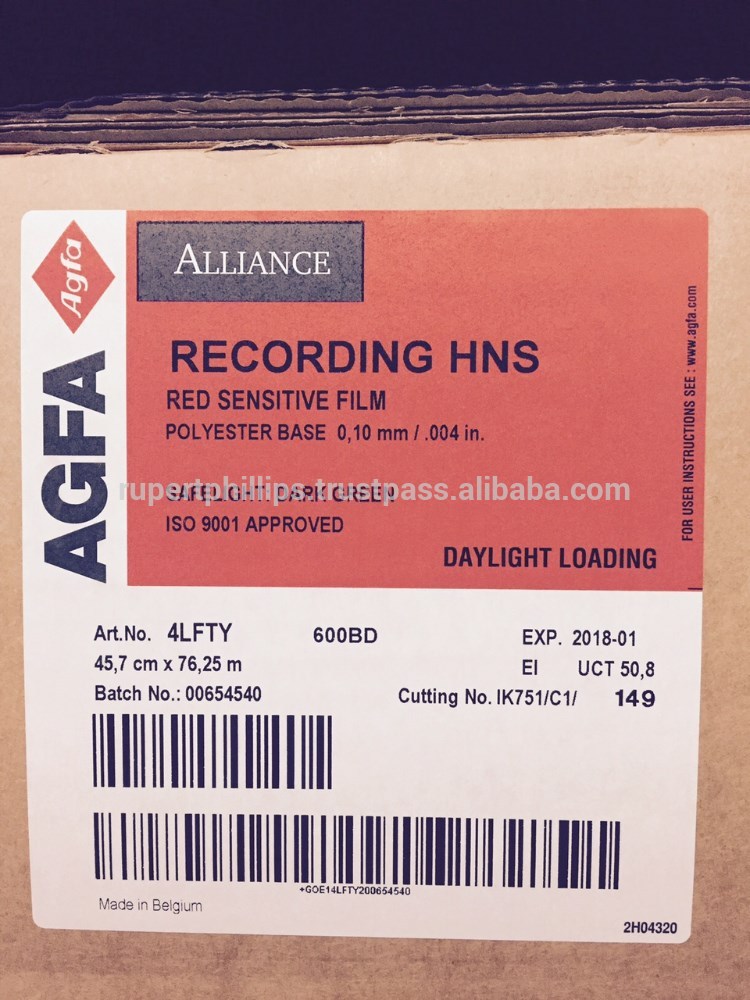 Agfa
AGFA
ALLIANCE
RECORDING HNS
RED SENSITIVE FILM
POLYESTER BASE 0,10 mm / .004 in.
SAFELIGHT: DARK GREEN
rupertphillips.trustpass.alibaba.com
ISO 9001 APPROVED
DAYLIGHT LOADING
FOR USER INSTRUCTIONS SEE : www.agfa.com
Art.No. 4LFTY 600BD EXP. 2018-01
45,7 cm x 76,25 m EI UCT 50,8
Batch No.: 00654540 Cutting No. IK751/C1/ 149
+GOE14LFTY200654540
Made in Belgium
2H04320